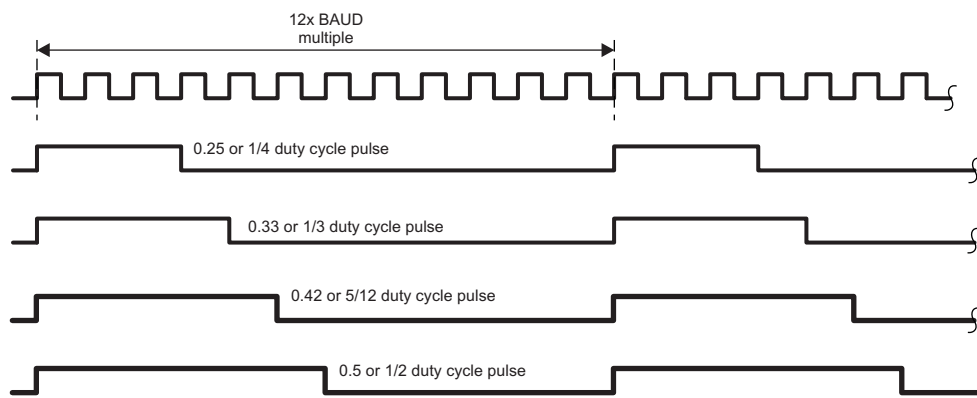 12x BAUD
multiple
0.25 or 1/4 duty cycle pulse
0.33 or 1/3 duty cycle pulse
0.42 or 5/12 duty cycle pulse
0.5 or 1/2 duty cycle pulse